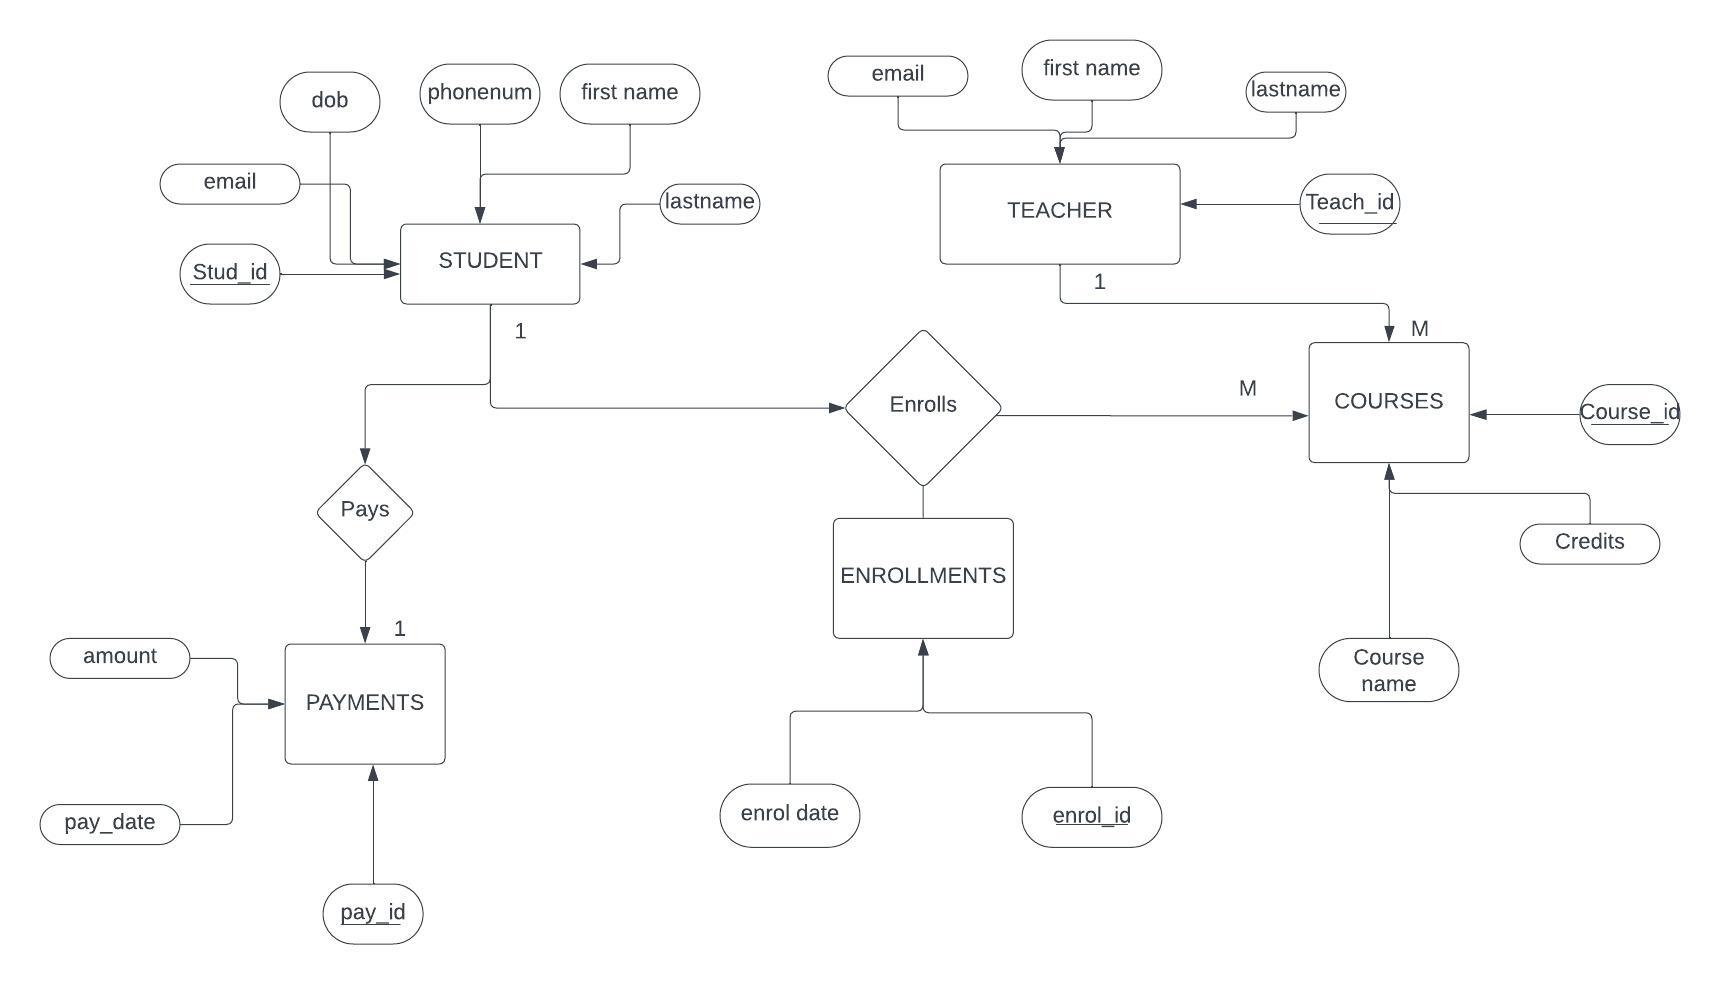 email
first name
lastname
dob
phonenum
first name
email
lastname
Teach_id
TEACHER
STUDENT
Stud_id
1
1
M
Enrolls
M
COURSES
Course_id
Pays
Credits
ENROLLMENTS
1
amount
Course
name
PAYMENTS
pay_date
enrol date
enrol_id
pay_id